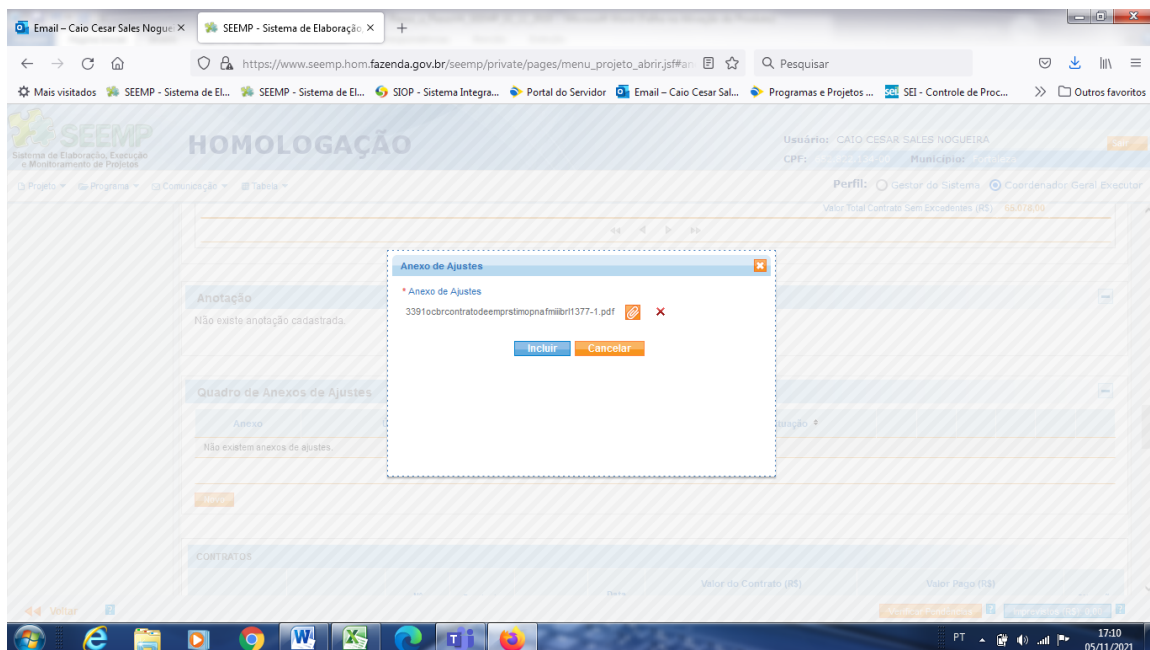 Email – Caio Cesar Sales Nogue
SEEMP - Sistema de Elaboração,
https://www.seemp.hom.fazenda.gov.br/seemp/private/pages/menu_projeto_abrir.jsf#an
Pesquisar
Mais visitados
SEEMP - Sistema de El...
SEEMP - Sistema de El...
SIOP - Sistema Integra...
Portal do Servidor
Email – Caio Cesar Sal...
Programas e Projetos ...
SEI - Controle de Proc...
Outros favoritos
SEEMP
Sistema de Elaboração, Execução
e Monitoramento de Projetos
HOMOLOGAÇÃO
Usuário: CAIO CESAR SALES NOGUEIRA
Sair
CPF:
Município:
Projeto
Programa
Comunicação
Tabela
Perfil: Gestor do Sistema Coordenador Geral Executor
Valor Total Contrato Sem Excedentes (R$)
Anexo de Ajustes
* Anexo de Ajustes
3391ocbrcontratodeemprstimopnafmiiibrl1377-1.pdf
Incluir
Cancelar
Anotação
Não existe anotação cadastrada.
Quadro de Anexos de Ajustes
Anexo
Não existem anexos de ajustes.
Novo
CONTRATOS
Valor do Contrato (R$)
Valor Pago (R$)
Data
Voltar
PT
17:10
05/11/2021